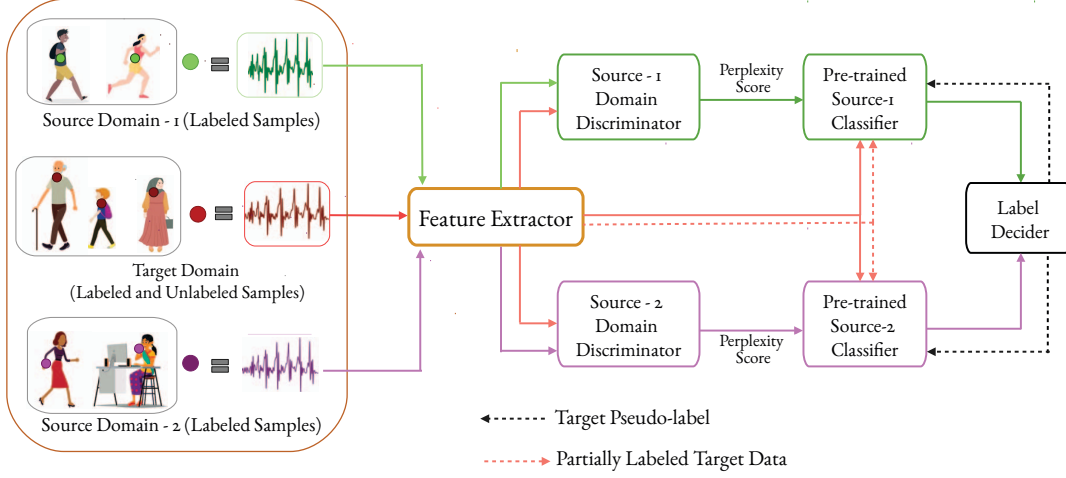 Source Domain - 1 (Labeled Samples)
Target Domain
(Labeled and Unlabeled Samples)
Source Domain - 2 (Labeled Samples)
Feature Extractor
Source - 1
Domain
Discriminator
Perplexity
Score
Pre-trained
Source-1
Classifier
Source - 2
Domain
Discriminator
Perplexity
Score
Pre-trained
Source-2
Classifier
Label
Decider
Target Pseudo-label
Partially Labeled Target Data